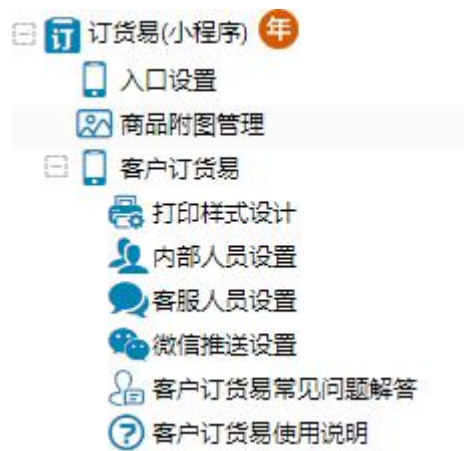 订 订货易(小程序) 年
入口设置
商品附图管理
客户订货易
打印样式设计
内部人员设置
客服人员设置
微信推送设置
客户订货易常见问题解答
? 客户订货易使用说明